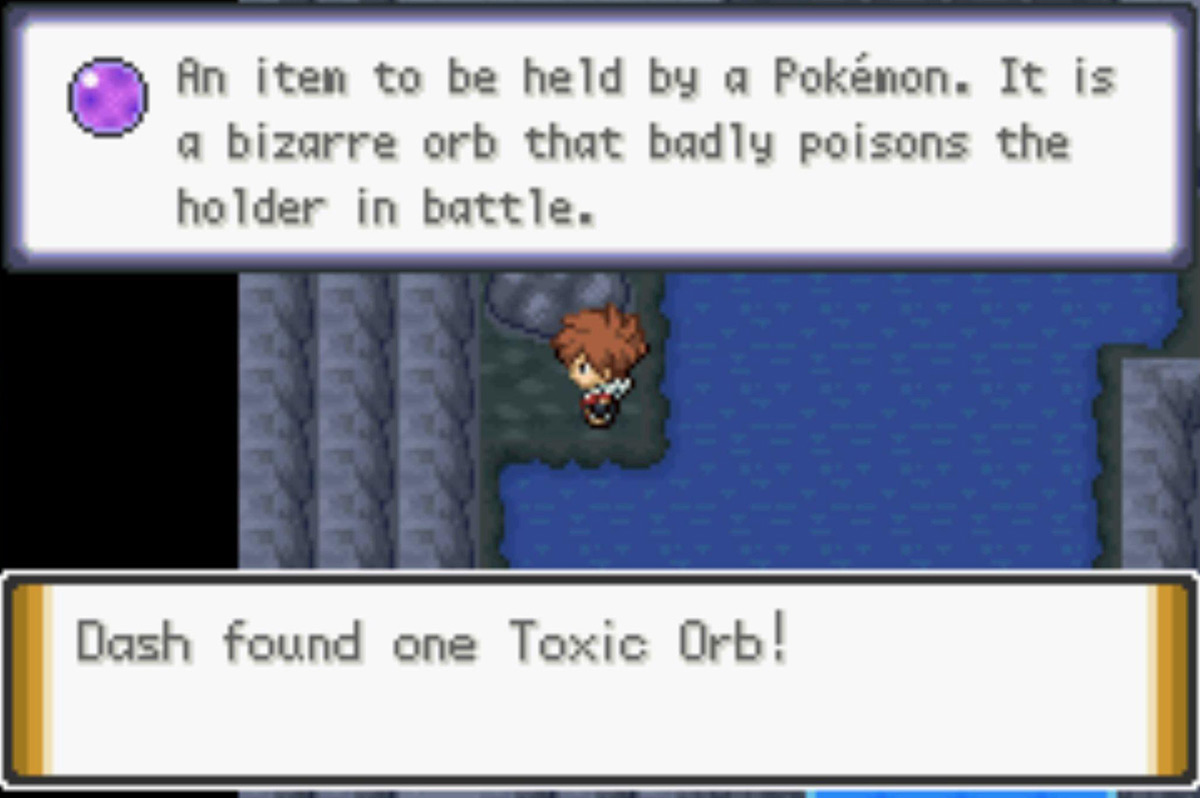 An item to be held by a Pokémon. It is
a bizarre orb that badly poisons the
holder in battle.
Dash found one Toxic Orb!